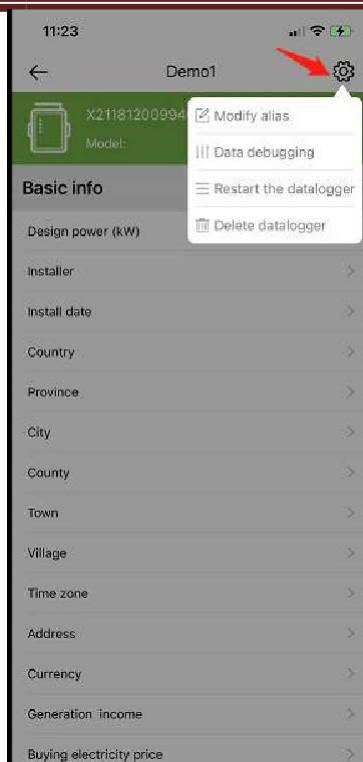 11:23
Demo1
X21181200994
Model:
Modify alias
Data debugging
Restart the datalogger
Delete datalogger
Basic info
Design power (kW)
Installer
Install date
Country
Province
City
County
Town
Village
Time zone
Address
Currency
Generation income
Buying electricity price